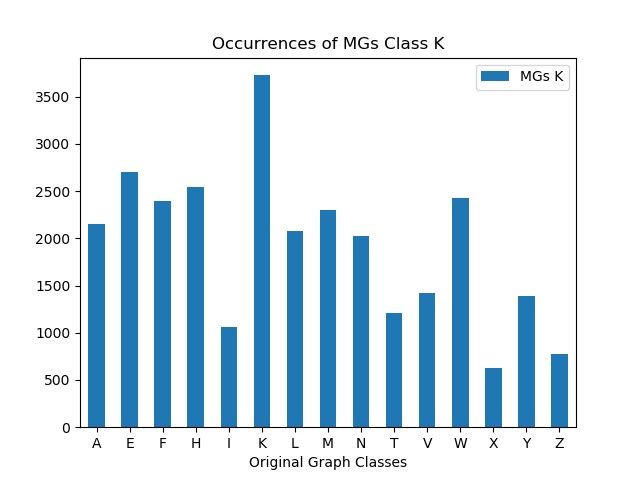 Occurrences of MGs Class K
MGs K
3500
3000
2500
2000
1500
1000
500
0
A E F H I K L M N T V W X Y Z
Original Graph Classes